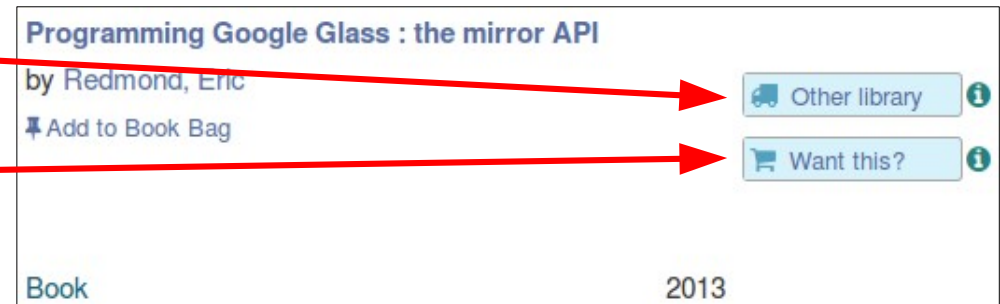 Programming Google Glass : the mirror API
by Redmond, Eric
Other library
Add to Book Bag
Want this?
Book 2013